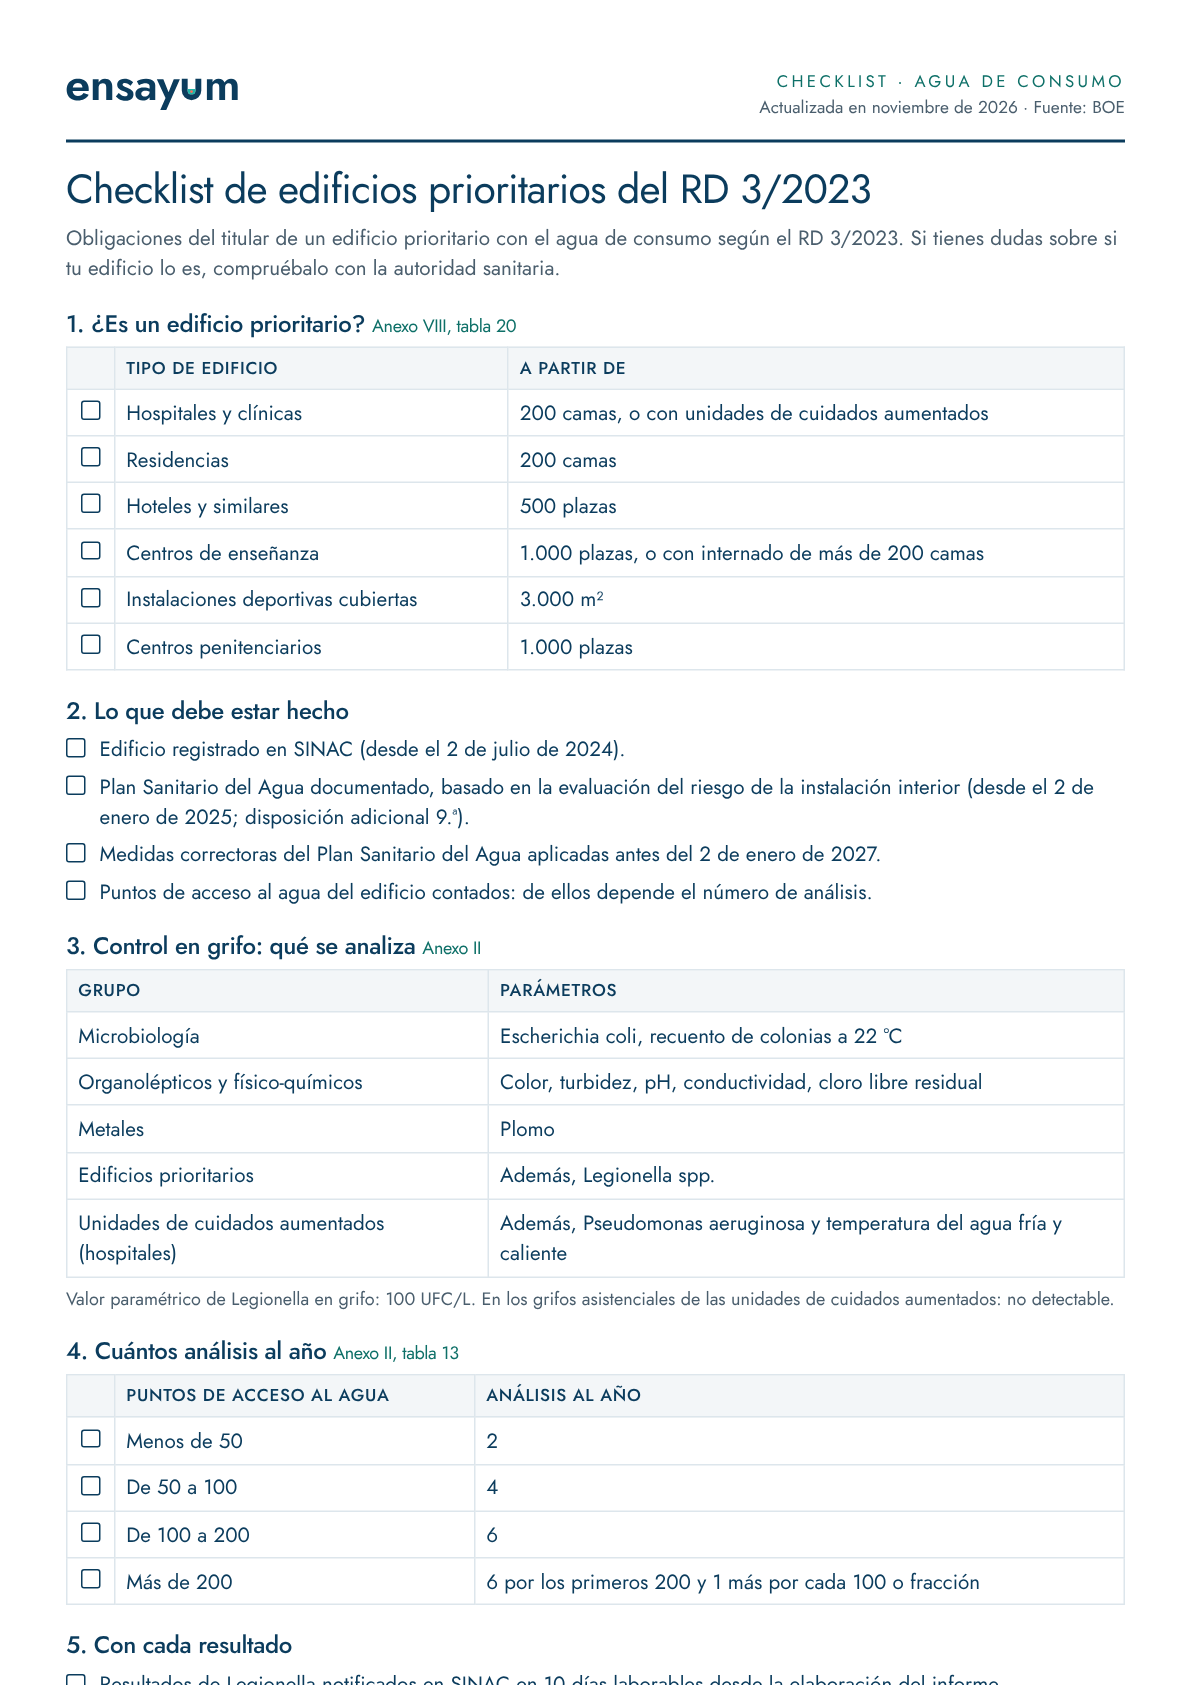 ensayum
CHECKLIST · AGUA DE CONSUMO
Actualizada en noviembre de 2026 · Fuente: BOE
Checklist de edificios prioritarios del RD 3/2023
Obligaciones del titular de un edificio prioritario con el agua de consumo según el RD 3/2023. Si tienes dudas sobre si
tu edificio lo es, compruébalo con la autoridad sanitaria.
1. ¿Es un edificio prioritario? Anexo VIII, tabla 20
TIPO DE EDIFICIO A PARTIR DE
Hospitales y clínicas 200 camas, o con unidades de cuidados aumentados
Residencias 200 camas
Hoteles y similares 500 plazas
Centros de enseñanza 1.000 plazas, o con internado de más de 200 camas
Instalaciones deportivas cubiertas 3.000 m²
Centros penitenciarios 1.000 plazas
2. Lo que debe estar hecho
Edificio registrado en SINAC (desde el 2 de julio de 2024).
Plan Sanitario del Agua documentado, basado en la evaluación del riesgo de la instalación interior (desde el 2 de
enero de 2025; disposición adicional 9.ª).
Medidas correctoras del Plan Sanitario del Agua aplicadas antes del 2 de enero de 2027.
Puntos de acceso al agua del edificio contados: de ellos depende el número de análisis.
3. Control en grifo: qué se analiza Anexo II
GRUPO PARÁMETROS
Microbiología Escherichia coli, recuento de colonias a 22 °C
Organolépticos y físico-químicos Color, turbidez, pH, conductividad, cloro libre residual
Metales Plomo
Edificios prioritarios Además, Legionella spp.
Unidades de cuidados aumentados
(hospitales)
Además, Pseudomonas aeruginosa y temperatura del agua fría y
caliente
Valor paramétrico de Legionella en grifo: 100 UFC/L. En los grifos asistenciales de las unidades de cuidados aumentados: no detectable.
4. Cuántos análisis al año Anexo II, tabla 13
PUNTOS DE ACCESO AL AGUA ANÁLISIS AL AÑO
Menos de 50 2
De 50 a 100 4
De 100 a 200 6
Más de 200 6 por los primeros 200 y 1 más por cada 100 o fracción
5. Con cada resultado
Resultados de Legionella notificados en SINAC en 10 días laborables desde la elaboración del informe.